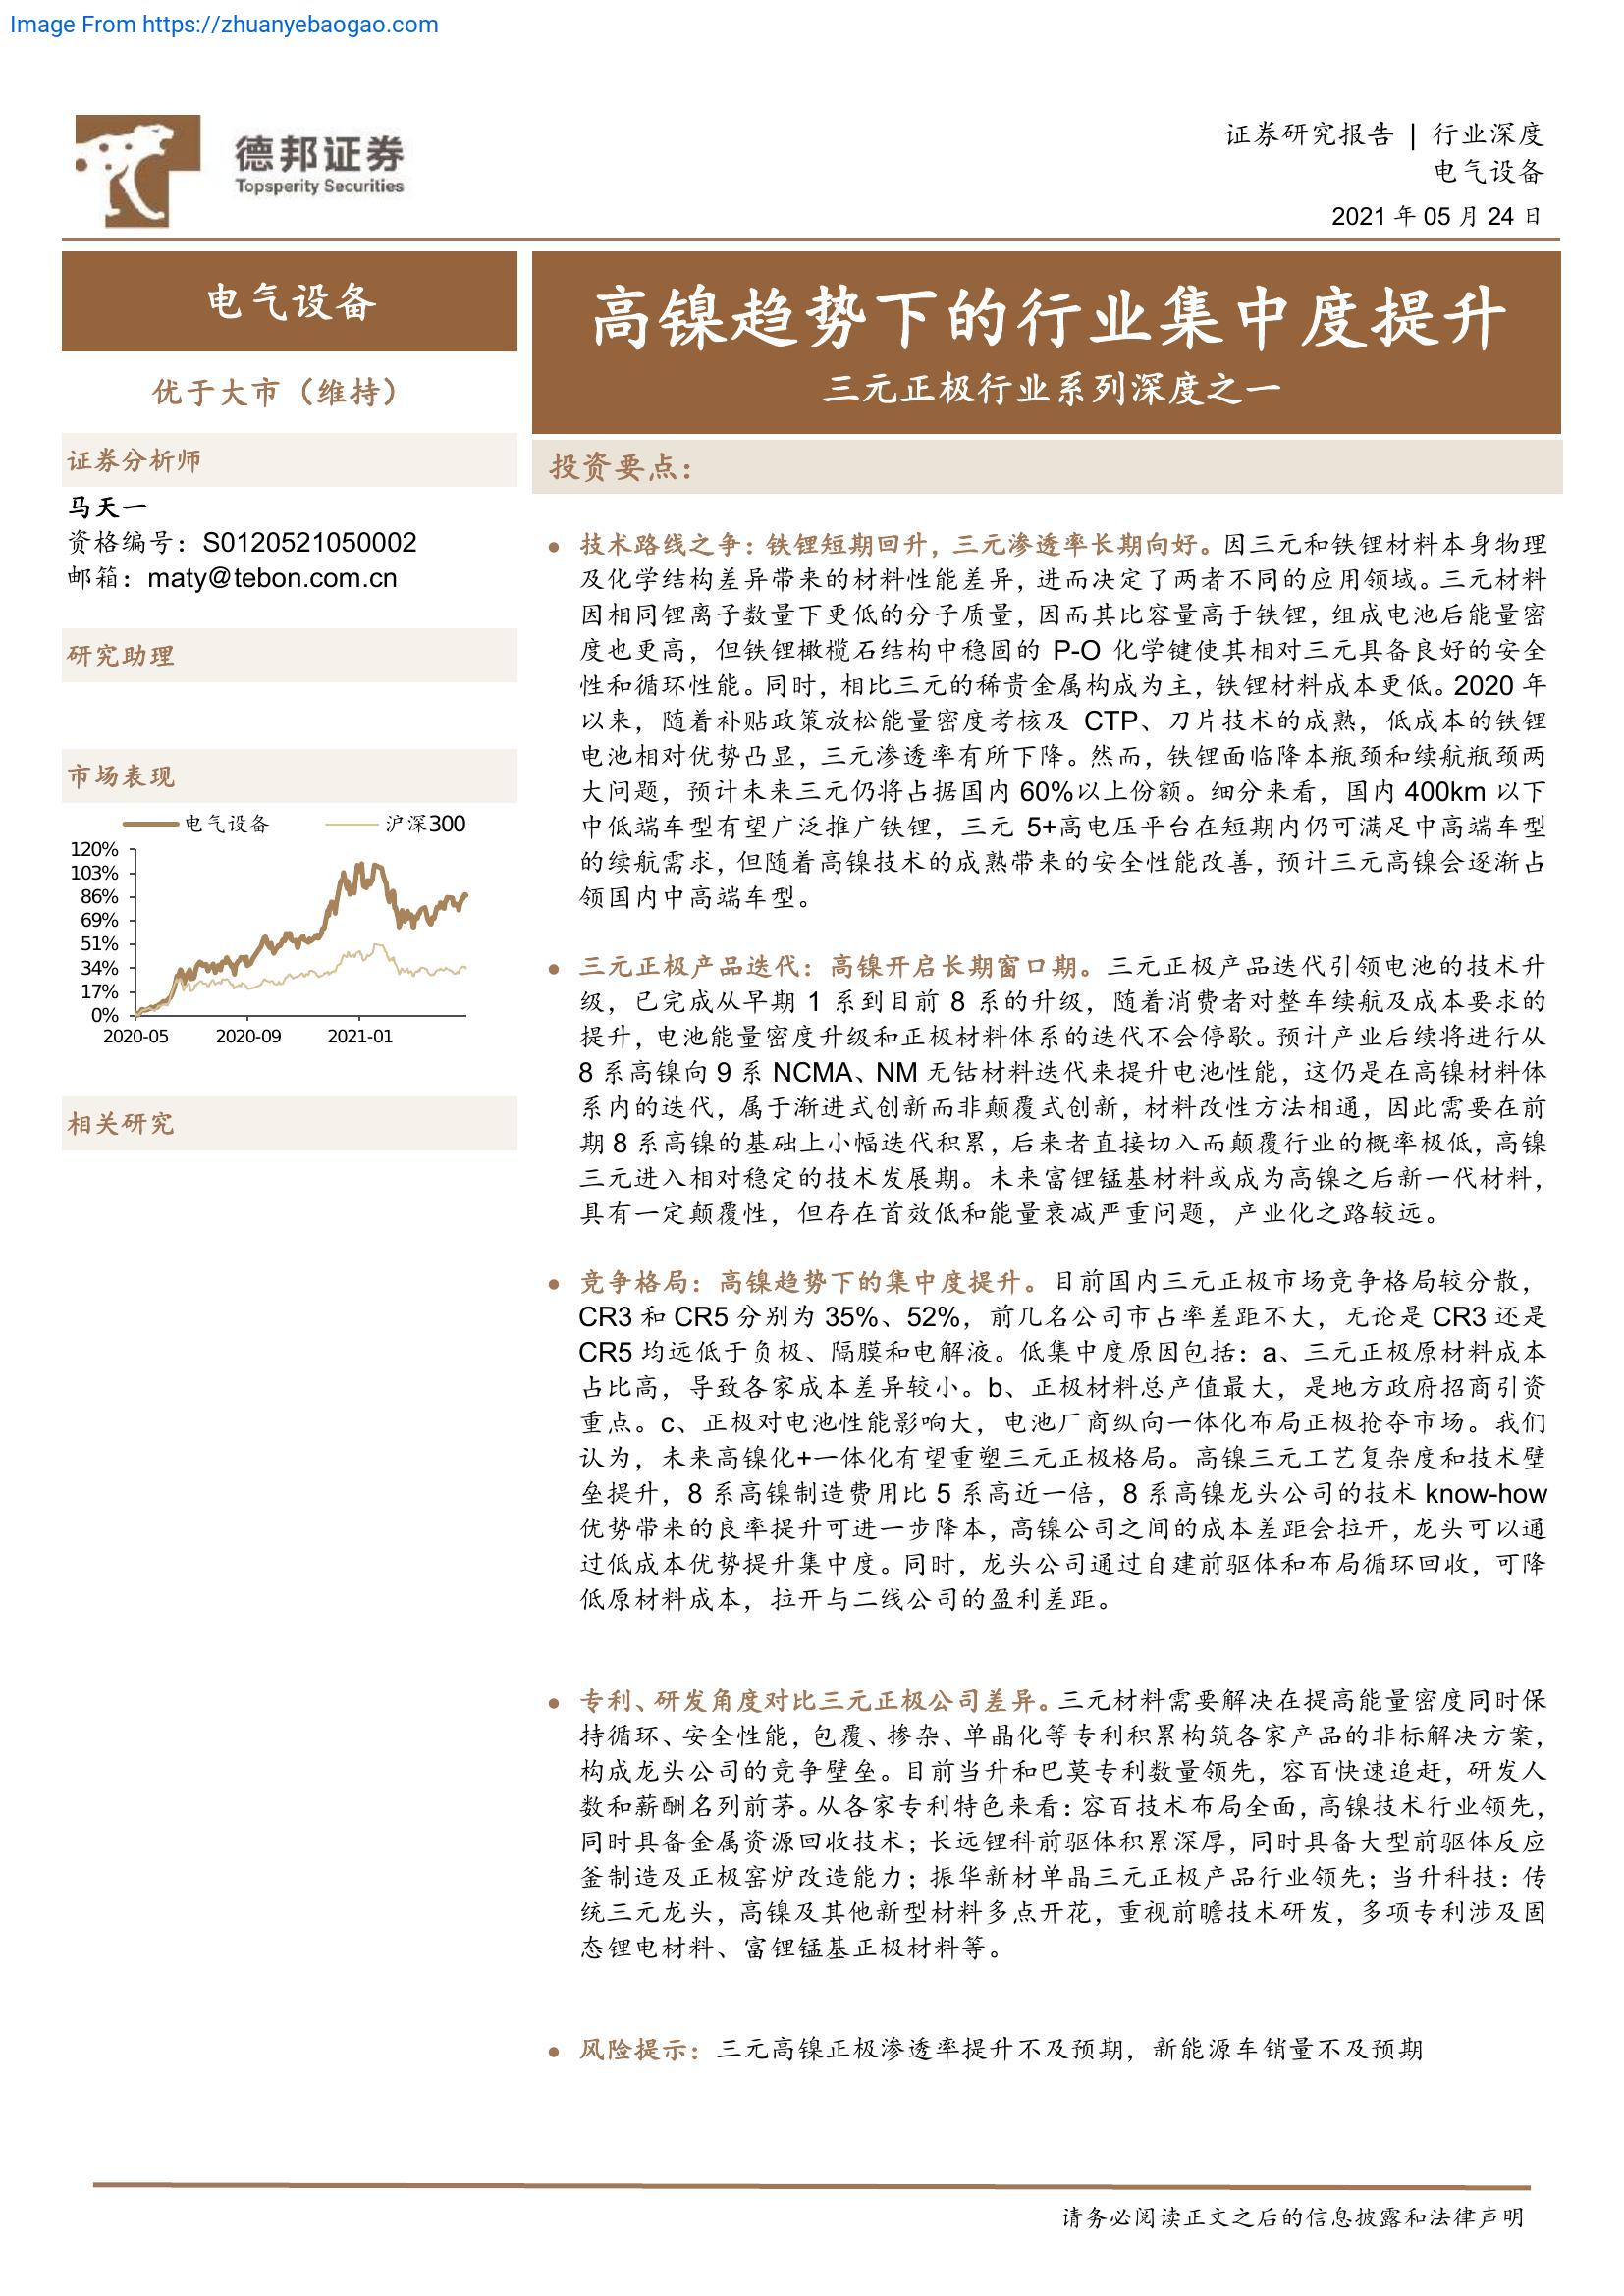 Image From https://zhuanyebaogao.com
德邦证券
Topsperity Securities
证券研究报告 | 行业深度
电气设备
2021 年 05 月 24 日
电气设备
优于大市（维持）
证券分析师
马天一
资格编号：S0120521050002
邮箱：maty@tebon.com.cn
研究助理
市场表现
电气设备 沪深300
120%
103%
86%
69%
51%
34%
17%
0%
2020-05 2020-09 2021-01
相关研究
高镍趋势下的行业集中度提升
三元正极行业系列深度之一
投资要点：
● 技术路线之争：铁锂短期回升，三元渗透率长期向好。因三元和铁锂材料本身物理
及化学结构差异带来的材料性能差异，进而决定了两者不同的应用领域。三元材料
因相同锂离子数量下更低的分子质量，因而其比容量高于铁锂，组成电池后能量密
度也更高，但铁锂橄榄石结构中稳固的 P-O 化学键使其相对三元具备良好的安全
性和循环性能。同时，相比三元的稀贵金属构成为主，铁锂材料成本更低。2020 年
以来，随着补贴政策放松能量密度考核及 CTP、刀片技术的成熟，低成本的铁锂
电池相对优势凸显，三元渗透率有所下降。然而，铁锂面临降本瓶颈和续航瓶颈两
大问题，预计未来三元仍将占据国内 60%以上份额。细分来看，国内 400km 以下
中低端车型有望广泛推广铁锂，三元 5+高电压平台在短期内仍可满足中高端车型
的续航需求，但随着高镍技术的成熟带来的安全性能改善，预计三元高镍会逐渐占
领国内中高端车型。
● 三元正极产品迭代：高镍开启长期窗口期。三元正极产品迭代引领电池的技术升
级，已完成从早期 1 系到目前 8 系的升级，随着消费者对整车续航及成本要求的
提升，电池能量密度升级和正极材料体系的迭代不会停歇。预计产业后续将进行从
8 系高镍向 9 系 NCMA、NM 无钴材料迭代来提升电池性能，这仍是在高镍材料体
系内的迭代，属于渐进式创新而非颠覆式创新，材料改性方法相通，因此需要在前
期 8 系高镍的基础上小幅迭代积累，后来者直接切入而颠覆行业的概率极低，高镍
三元进入相对稳定的技术发展期。未来富锂锰基材料或成为高镍之后新一代材料，
具有一定颠覆性，但存在首效低和能量衰减严重问题，产业化之路较远。
● 竞争格局：高镍趋势下的集中度提升。目前国内三元正极市场竞争格局较分散，
CR3 和 CR5 分别为 35%、52%，前几名公司市占率差距不大，无论是 CR3 还是
CR5 均远低于负极、隔膜和电解液。低集中度原因包括：a、三元正极原材料成本
占比高，导致各家成本差异较小。b、正极材料总产值最大，是地方政府招商引资
重点。c、正极对电池性能影响大，电池厂商纵向一体化布局正极抢夺市场。我们
认为，未来高镍化+一体化有望重塑三元正极格局。高镍三元工艺复杂度和技术壁
垒提升，8 系高镍制造费用比 5 系高近一倍，8 系高镍龙头公司的技术 know-how
优势带来的良率提升可进一步降本，高镍公司之间的成本差距会拉开，龙头可以通
过低成本优势提升集中度。同时，龙头公司通过自建前驱体和布局循环回收，可降
低原材料成本，拉开与二线公司的盈利差距。
● 专利、研发角度对比三元正极公司差异。三元材料需要解决在提高能量密度同时保
持循环、安全性能，包覆、掺杂、单晶化等专利积累构筑各家产品的非标解决方案，
构成龙头公司的竞争壁垒。目前当升和巴莫专利数量领先，容百快速追赶，研发人
数和薪酬名列前茅。从各家专利特色来看：容百技术布局全面，高镍技术行业领先，
同时具备金属资源回收技术；长远锂科前驱体积累深厚，同时具备大型前驱体反应
釜制造及正极窑炉改造能力；振华新材单晶三元正极产品行业领先；当升科技：传
统三元龙头，高镍及其他新型材料多点开花，重视前瞻技术研发，多项专利涉及固
态锂电材料、富锂锰基正极材料等。
● 风险提示：三元高镍正极渗透率提升不及预期，新能源车销量不及预期
请务必阅读正文之后的信息披露和法律声明